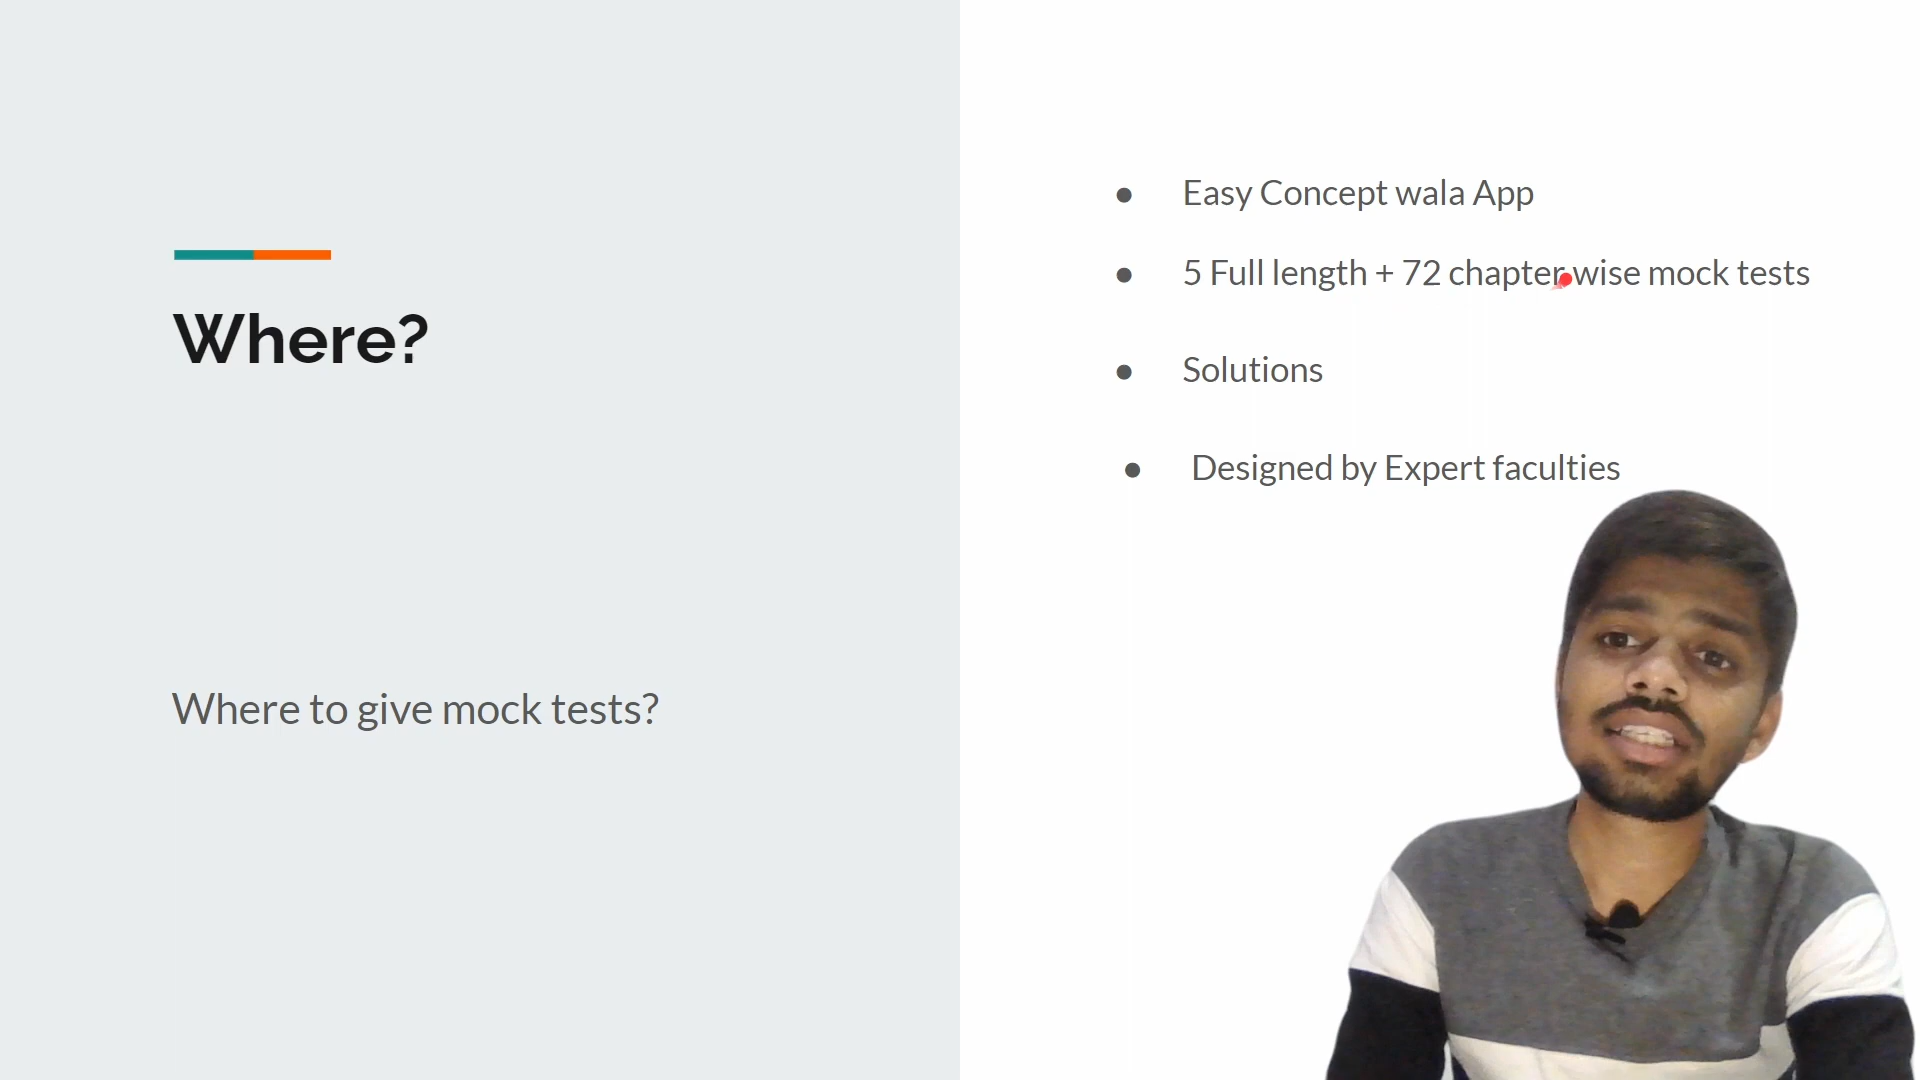 Where?
Where to give mock tests?
● Easy Concept wala App
● 5 Full length + 72 chapter wise mock tests
● Solutions
● Designed by Expert faculties